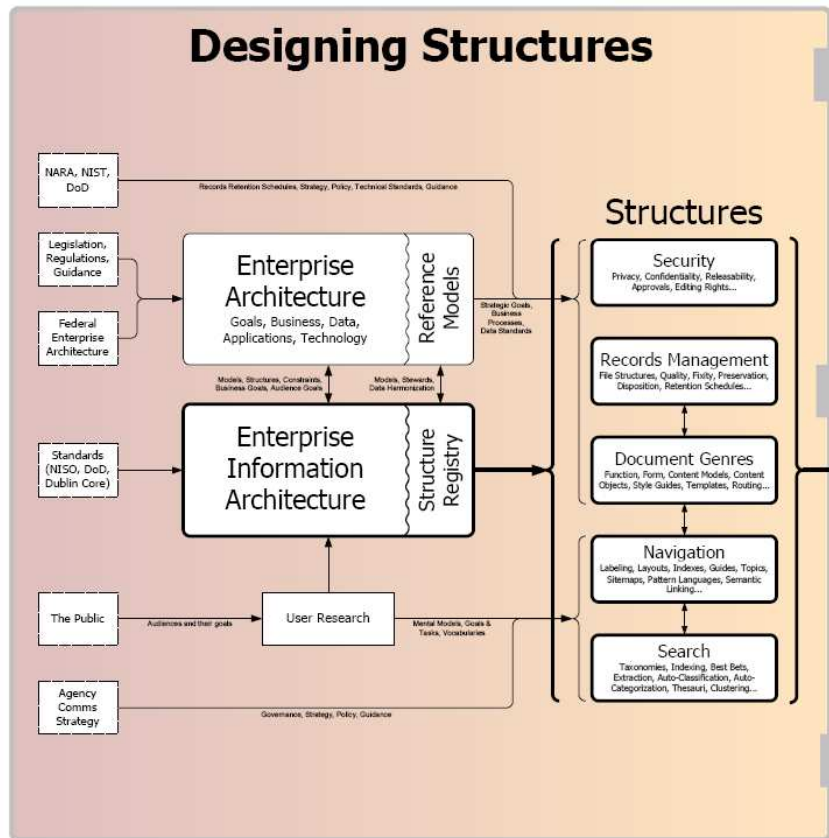 Designing Structures
NARA, NIST,
DoD
Records Retention Schedules, Strategy, Policy, Technical Standards, Guidance
Legislation,
Regulations,
Guidance
Federal
Enterprise
Architecture
Enterprise
Architecture
Goals, Business, Data,
Applications, Technology
Reference
Models
Strategic Goals,
Business
Processes,
Data Standards
Models, Structures, Constraints,
Business Goals, Audience Goals
Models, Stewards,
Data Harmonization
Standards
(NISO, DoD,
Dublin Core)
Enterprise
Information
Architecture
Structure
Registry
The Public
Audiences and their goals
User Research
Mental Models, Goals &
Tasks, Vocabularies
Agency
Comms
Strategy
Governance, Strategy, Policy, Guidance
Structures
Security
Privacy, Confidentiality, Releasability,
Approvals, Editing Rights...
Records Management
File Structures, Quality, Fixity, Preservation,
Disposition, Retention Schedules...
Document Genres
Function, Form, Content Models, Content
Objects, Style Guides, Templates, Routing...
Navigation
Labeling, Layouts, Indexes, Guides, Topics,
Sitemaps, Pattern Languages, Semantic
Linking...
Search
Taxonomies, Indexing, Best Bets,
Extraction, Auto-Classification, Auto-
Categorization, Thesauri, Clustering...